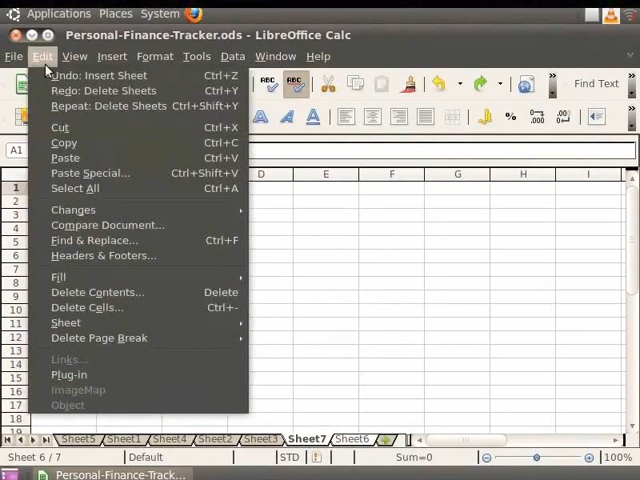 Applications Places System
Personal-Finance-Tracker.ods - LibreOffice Calc
File Edit View Insert Format Tools Data Window Help
Undo: Insert Sheet Ctrl+Z
Redo: Delete Sheets Ctrl+Y
Repeat: Delete Sheets Ctrl+Shift+Y
Cut Ctrl+X
Copy Ctrl+C
Paste Ctrl+V
Paste Special... Ctrl+Shift+V
Select All Ctrl+A
Changes
Compare Document...
Find & Replace... Ctrl+F
Headers & Footers...
Fill
Delete Contents... Delete
Delete Cells... Ctrl+-
Sheet
Delete Page Break
Links...
Plug-in
ImageMap
Object
ABC ABC Find Text
% .000 .000
A1
D E F G H I
1
2
3
4
5
6
7
8
9
10
11
12
13
14
15
16
17
18
19
Sheet5 Sheet1 Sheet4 Sheet2 Sheet3 Sheet7 Sheet6
Sheet 6 / 7 Default STD Sum=0 100%
Personal-Finance-Track...